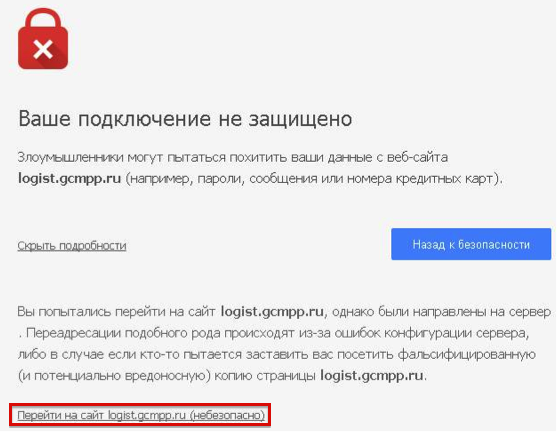 Ваше подключение не защищено
Злоумышленники могут пытаться похитить ваши данные с веб-сайта
logist.gcmpp.ru (например, пароли, сообщения или номера кредитных карт).
Скрыть подробности
Назад к безопасности
Вы попытались перейти на сайт logist.gcmpp.ru, однако были направлены на сервер
. Переадресации подобного рода происходят из-за ошибок конфигурации сервера,
либо в случае если кто-то пытается заставить вас посетить фальсифицированную
(и потенциально вредоносную) копию страницы logist.gcmpp.ru.
Перейти на сайт logist.gcmpp.ru (небезопасно)